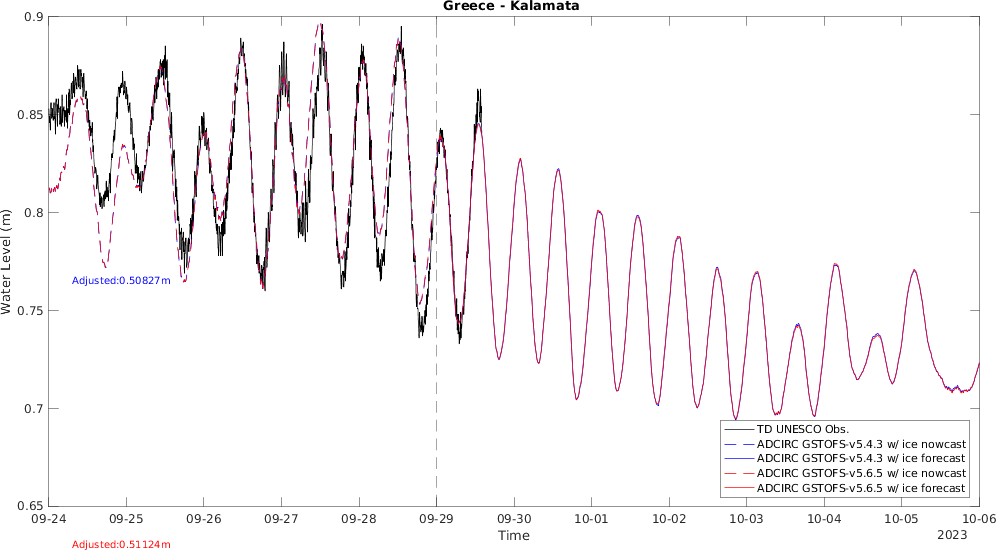 Greece - Kalamata
0.9
0.85
0.8
0.75
0.7
0.65
Water Level (m)
Adjusted:0.50827m
TD UNESCO Obs.
ADCIRC GSTOFS-v5.4.3 w/ ice nowcast
ADCIRC GSTOFS-v5.4.3 w/ ice forecast
ADCIRC GSTOFS-v5.6.5 w/ ice nowcast
ADCIRC GSTOFS-v5.6.5 w/ ice forecast
09-24 09-25 09-26 09-27 09-28 09-29 09-30 10-01 10-02 10-03 10-04 10-05 10-06
Time
2023
Adjusted:0.51124m